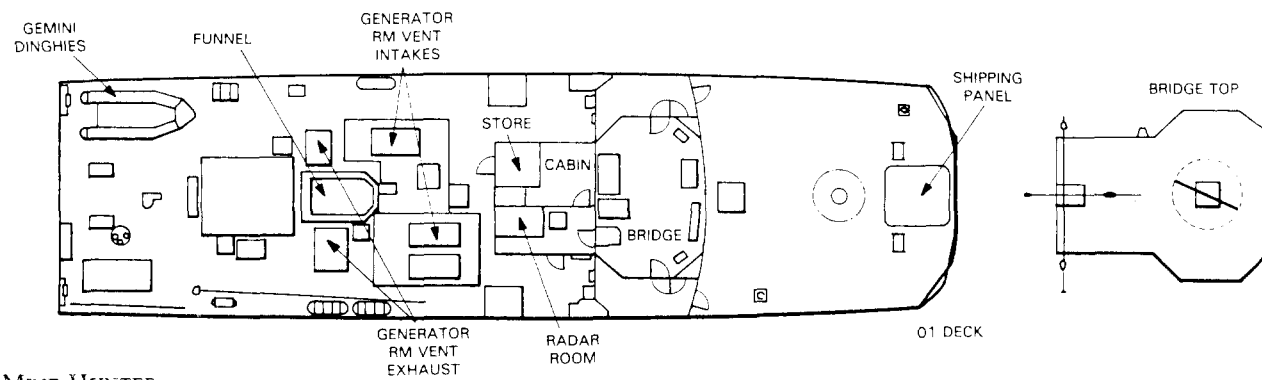 GEMINI
DINGHIES
FUNNEL
GENERATOR
RM VENT
INTAKES
STORE
CABIN
BRIDGE
SHIPPING
PANEL
BRIDGE TOP
GENERATOR
RM VENT
EXHAUST
RADAR
ROOM
01 DECK
HUNTER